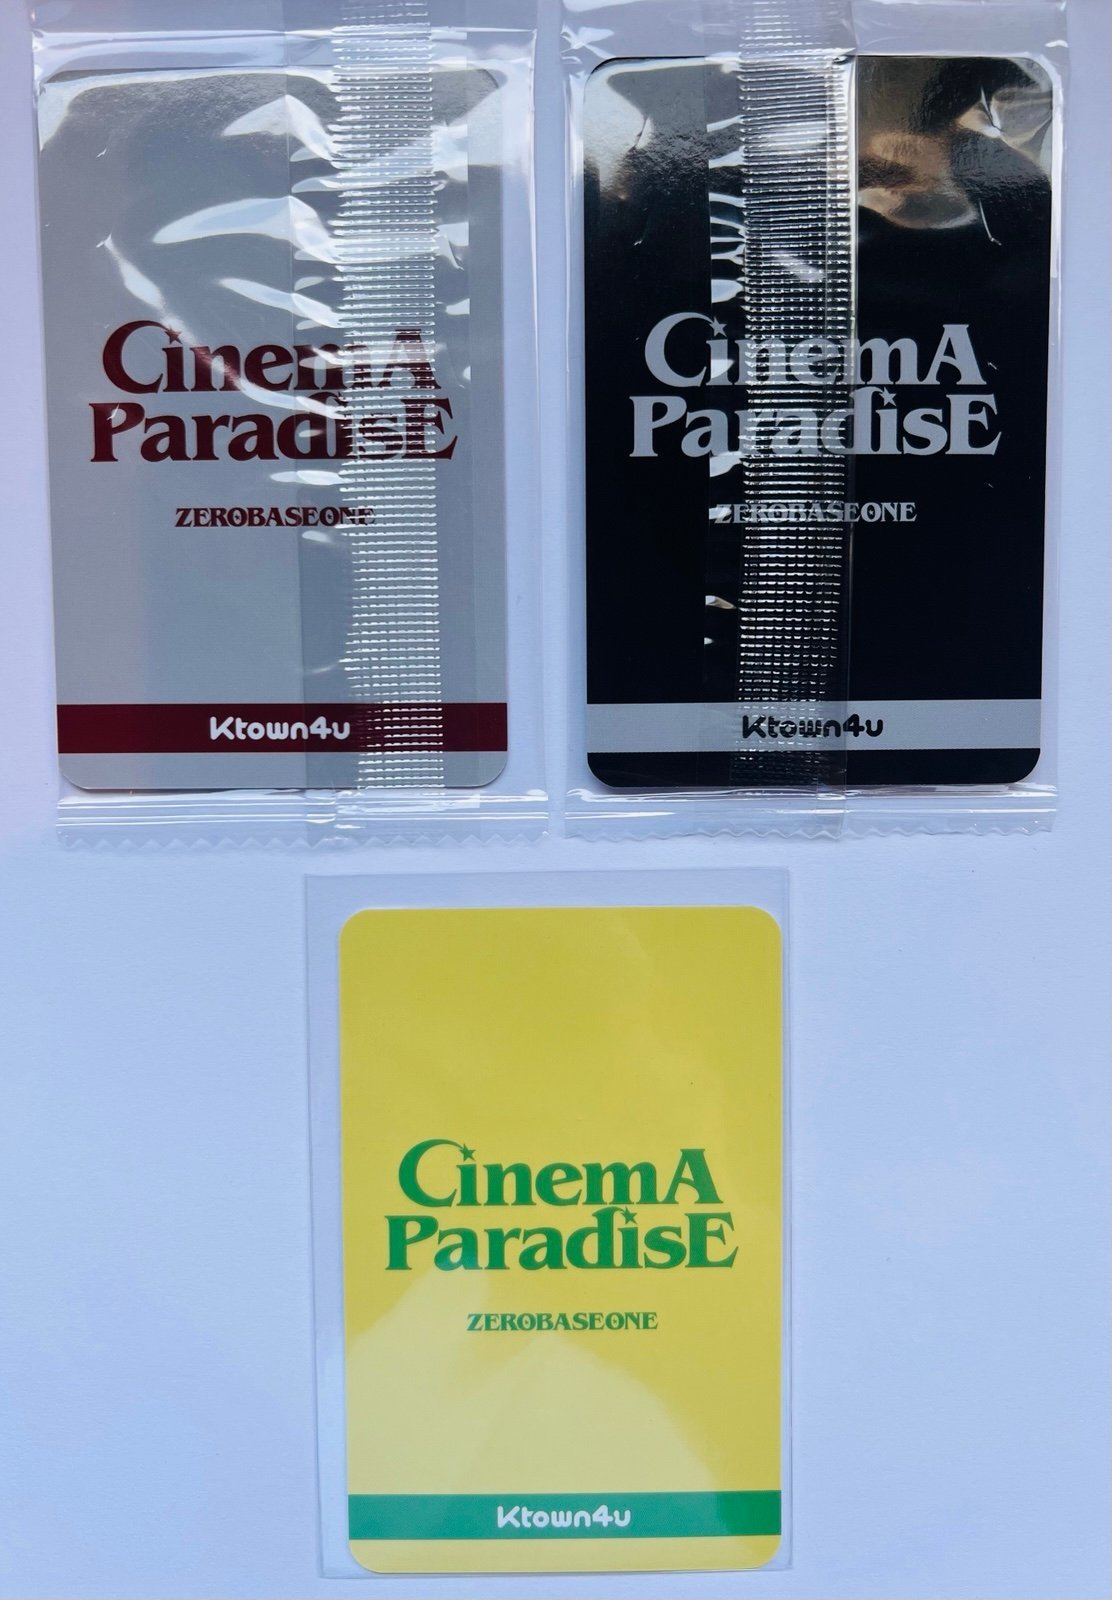 CinemA
ParadisE
ZEROBASEONE
Ktown4u
CinemA
ParadisE
ZEROBASEONE
Ktown4u
CinemA
ParadisE
ZEROBASEONE
Ktown4u